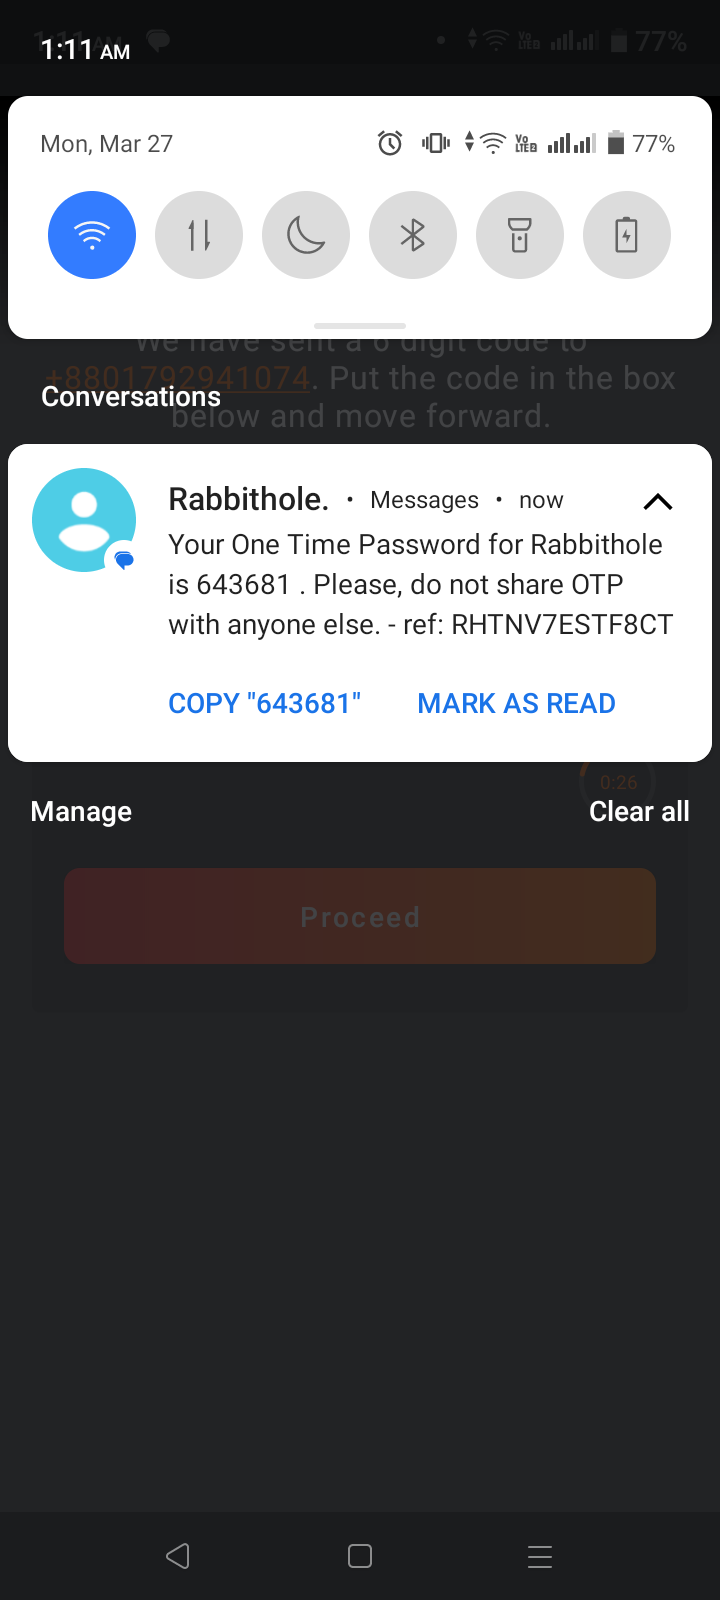 1:11 AM
77%
Mon, Mar 27
Vo LTE2
77%
We have sent a 6 digit code to
+8801792941074. Put the code in the box
below and move forward.
Conversations
Rabbithole. • Messages • now
Your One Time Password for Rabbithole
is 643681 . Please, do not share OTP
with anyone else. - ref: RHTNV7ESTF8CT
COPY "643681" MARK AS READ
0:26
Manage Clear all
Proceed